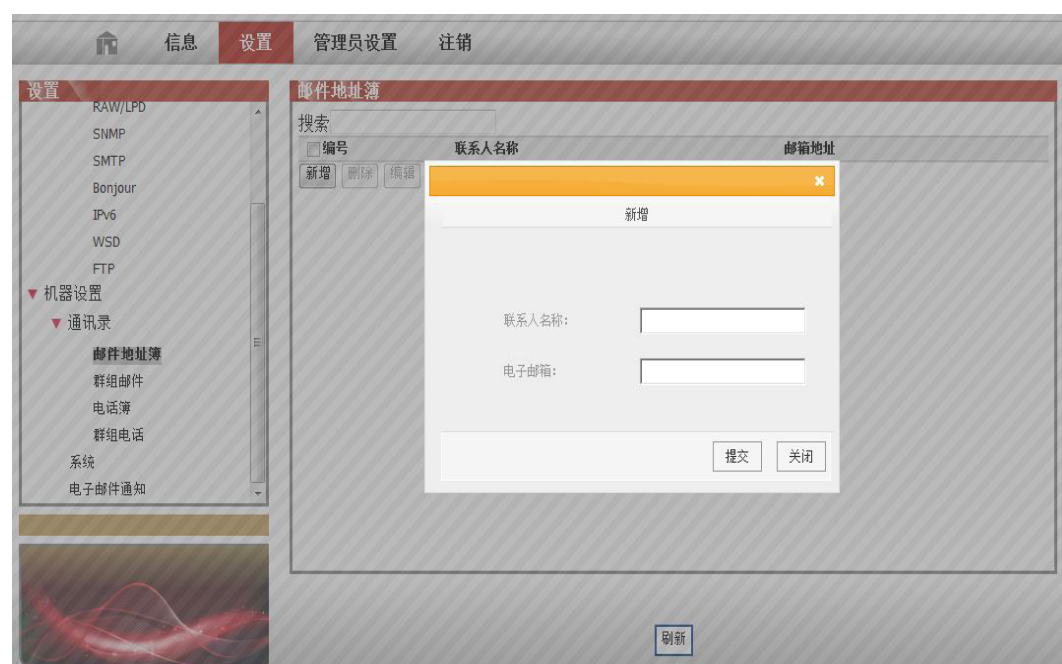 信息 设置 管理员设置 注销
设置
RAW/LPD
SNMP
SMTP
Bonjour
IPv6
WSD
FTP
机器设置
通讯录
邮件地址簿
群组邮件
电话簿
群组电话
系统
电子邮件通知
邮件地址薄
搜索
编号 联系人名称 邮箱地址
新增 删除 编辑
新增
联系人名称:
电子邮箱:
提交 关闭
刷新